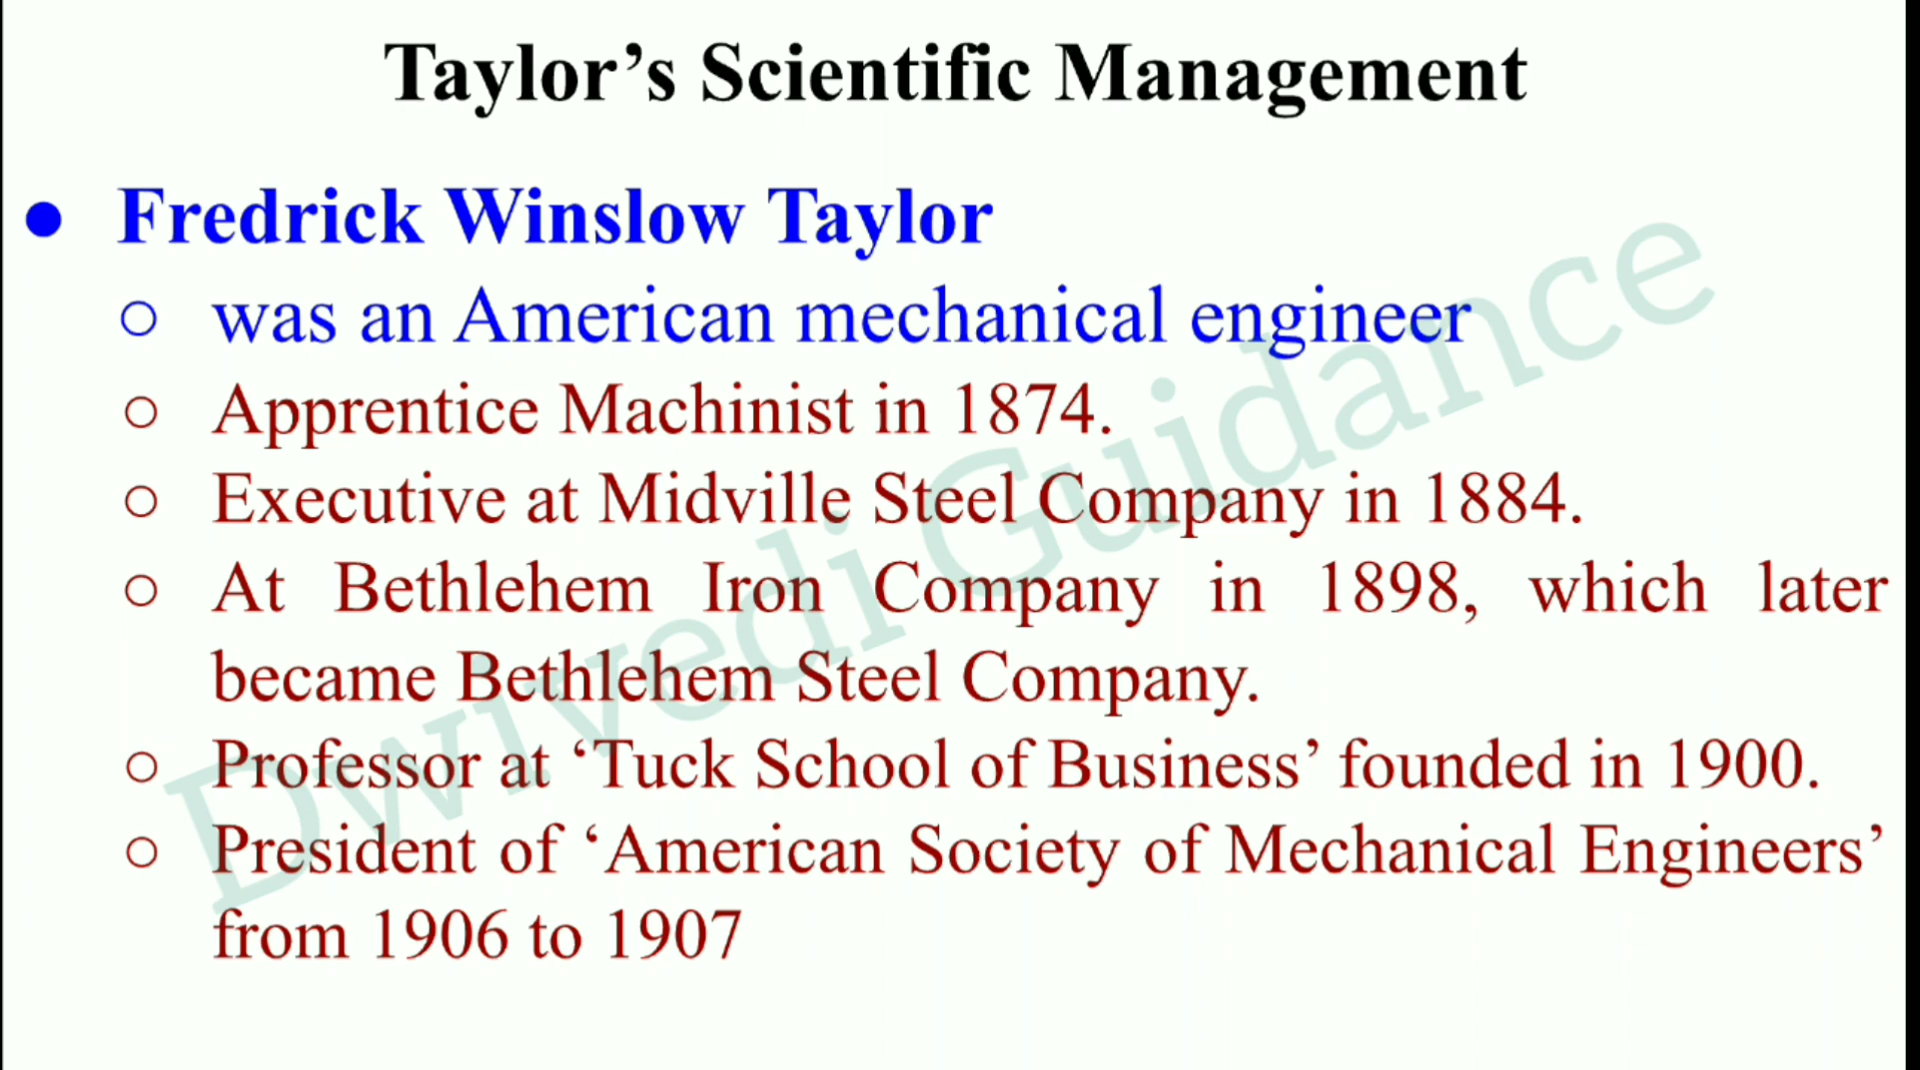 Taylor’s Scientific Management
● Fredrick Winslow Taylor
○ was an American mechanical engineer
○ Apprentice Machinist in 1874.
○ Executive at Midville Steel Company in 1884.
○ At Bethlehem Iron Company in 1898, which later
became Bethlehem Steel Company.
○ Professor at ‘Tuck School of Business’ founded in 1900.
○ President of ‘American Society of Mechanical Engineers’
from 1906 to 1907
Dwivedi Guidance